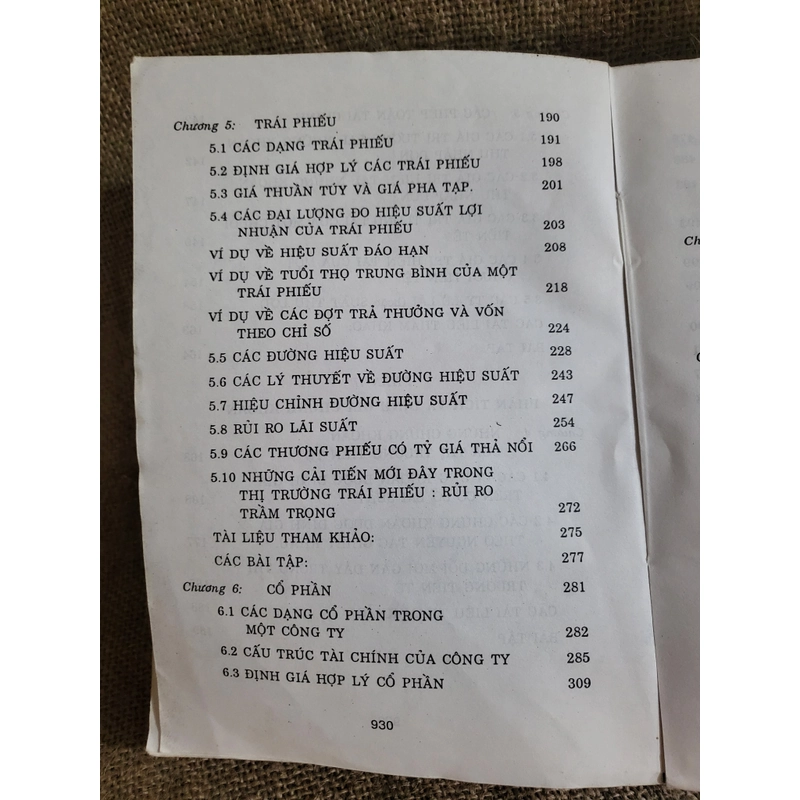 Chương 5: TRÁI PHIẾU 190
5.1 CÁC DẠNG TRÁI PHIẾU 191
5.2 ĐỊNH GIÁ HỢP LÝ CÁC TRÁI PHIẾU 198
5.3 GIÁ THUẦN TÚY VÀ GIÁ PHA TẠP. 201
5.4 CÁC ĐẠI LƯỢNG ĐO HIỆU SUẤT LỢI
NHUẬN CỦA TRÁI PHIẾU 203
VÍ DỤ VỀ HIỆU SUẤT ĐÁO HẠN 208
VÍ DỤ VỀ TUỔI THỌ TRUNG BÌNH CỦA MỘT
TRÁI PHIẾU 218
VÍ DỤ VỀ CÁC ĐỢT TRẢ THƯỞNG VÀ VỐN
THEO CHỈ SỐ 224
5.5 CÁC ĐƯỜNG HIỆU SUẤT 228
5.6 CÁC LÝ THUYẾT VỀ ĐƯỜNG HIỆU SUẤT 243
5.7 HIỆU CHỈNH ĐƯỜNG HIỆU SUẤT 247
5.8 RỦI RO LÃI SUẤT 254
5.9 CÁC THƯƠNG PHIẾU CÓ TỶ GIÁ THẢ NỔI 266
5.10 NHỮNG CẢI TIẾN MỚI ĐÂY TRONG
THỊ TRƯỜNG TRÁI PHIẾU : RỦI RO
TRẦM TRỌNG 272
TÀI LIỆU THAM KHẢO: 275
CÁC BÀI TẬP: 277
Chương 6: CỔ PHẦN 281
6.1 CÁC DẠNG CỔ PHẦN TRONG
MỘT CÔNG TY 282
6.2 CẤU TRÚC TÀI CHÍNH CỦA CÔNG TY 285
6.3 ĐỊNH GIÁ HỢP LÝ CỔ PHẦN 309
930